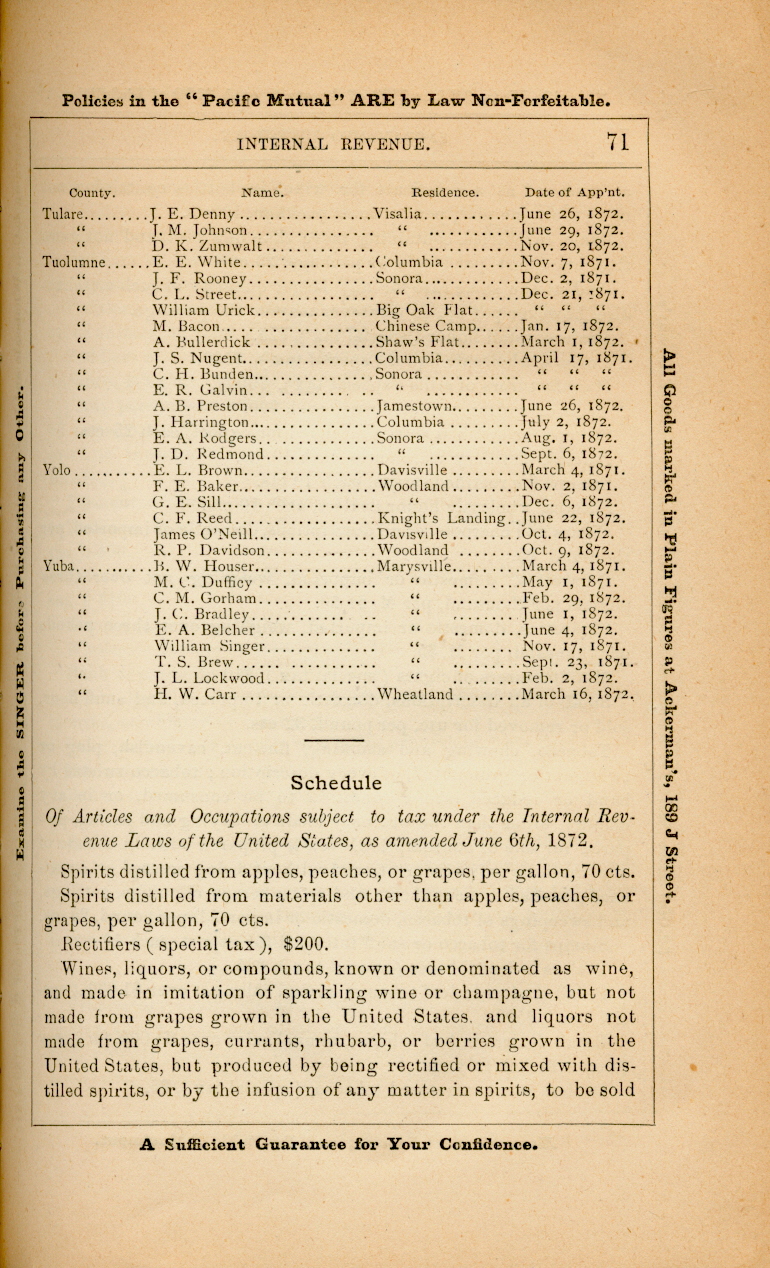 Policies in the “ Pacific Mutual” ARE by Law Non-Forfeitable.
INTERNAL REVENUE. 71
County. Name. Residence. Date of App'nt.
Tulare.........J. E. Denny ..................Visalia............June 26, 1872.
“ J. M. Johnson................. “ ............June 29, 1872.
“ D. K. Zumwalt............... “ ............Nov. 20, 1872.
Tuolumne......E. E. White..................Columbia .........Nov. 7, 1871.
“ J. F. Rooney..................Sonora............Dec. 2, 1871.
“ C. L. Street................... “ ............Dec. 21, 1871.
“ William Urick................Big Oak Flat...... “ “ “
“ M. Bacon.....................Chinese Camp......Jan. 17, 1872.
“ A. Bullerdick .................Shaw's Flat........March 1, 1872.
“ J. S. Nugent...................Columbia..........April 17, 1871.
“ C. H. Bunden..................Sonora ............ “ “ “
“ E. R. Galvin... .......... .. “ ............ “ “ “
“ A. B. Preston..................Jamestown.........June 26, 1872.
“ J. Harrington..................Columbia .........July 2, 1872.
“ E. A. Rodgers.................Sonora ............Aug. 1, 1872.
“ J. D. Redmond............... “ ............Sept. 6, 1872.
Yolo ...........E. L. Brown...................Davisville .........March 4, 1871.
“ F. E. Baker...................Woodland.........Nov. 2, 1871.
“ G. E. Sill..................... “ .........Dec. 6, 1872.
“ C. F. Reed....................Knight's Landing..June 22, 1872.
“ James O'Neill.................Davisville .........Oct. 4, 1872.
“ R. P. Davidson................Woodland .........Oct. 9, 1872.
Yuba...........B. W. Houser.................Marysville.........March 4, 1871.
“ M. C. Dufficy ................. “ .........May 1, 1871.
“ C. M. Gorham................. “ .........Feb. 29, 1872.
“ J. C. Bradley............. .. “ .........June 1, 1872.
“ E. A. Belcher ................. “ .........June 4, 1872.
“ William Singer................ “ ......... Nov. 17, 1871.
“ T. S. Brew..... .............. “ .........Sept. 23, 1871.
“ J. L. Lockwood............... “ .........Feb. 2, 1872.
“ H. W. Carr ...................Wheatland ........March 16, 1872.
Schedule
Of Articles and Occupations subject to tax under the Internal Rev-
enue Laws of the United States, as amended June 6th, 1872.
Spirits distilled from apples, peaches, or grapes, per gallon, 70 cts.
Spirits distilled from materials other than apples, peaches, or
grapes, per gallon, 70 cts.
Rectifiers ( special tax ), $200.
Wines, liquors, or compounds, known or denominated as wine,
and made in imitation of sparkling wine or champagne, but not
made from grapes grown in the United States, and liquors not
made from grapes, currants, rhubarb, or berries grown in the
United States, but produced by being rectified or mixed with dis-
tilled spirits, or by the infusion of any matter in spirits, to be sold
A Sufficient Guarantee for Your Confidence.
Examine the SINGER before Purchasing any Other.
All Goods marked in Plain Figures at Ackerman's, 189 J Street.